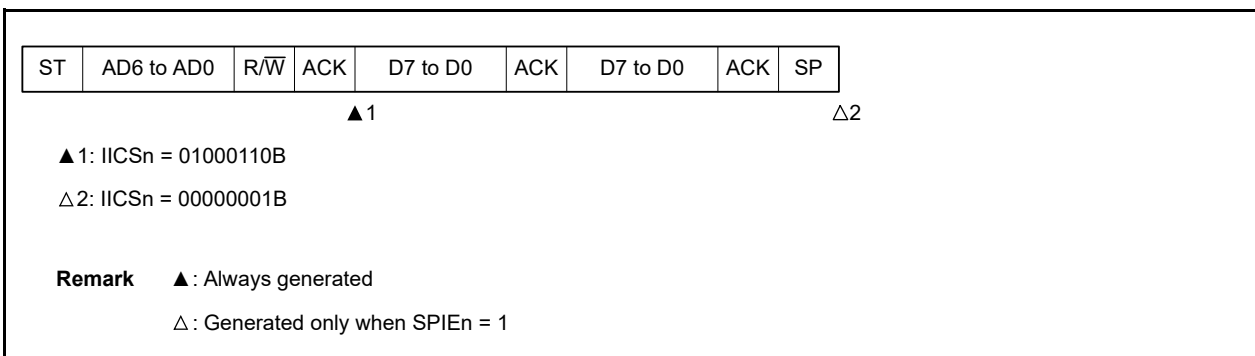 ST AD6 to AD0 R/W̅ ACK D7 to D0 ACK D7 to D0 ACK SP
▲1 △2
▲1: IICSn = 01000110B
△2: IICSn = 00000001B
Remark ▲: Always generated
△: Generated only when SPIEn = 1